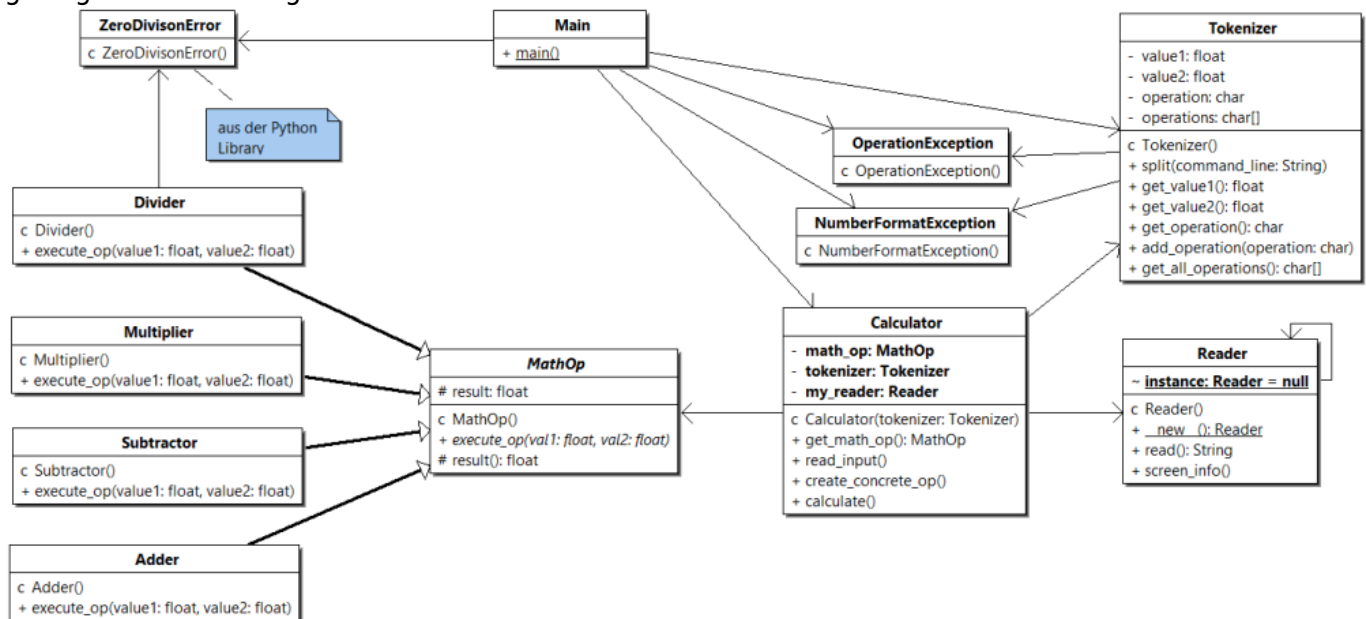 ZeroDivisonError
c ZeroDivisonError()
aus der Python
Library
Main
+ main()
Tokenizer
- value1: float
- value2: float
- operation: char
- operations: char[]
c Tokenizer()
+ split(command_line: String)
+ get_value1(): float
+ get_value2(): float
+ get_operation(): char
+ add_operation(operation: char)
+ get_all_operations(): char[]
OperationException
c OperationException()
NumberFormatException
c NumberFormatException()
Divider
c Divider()
+ execute_op(value1: float, value2: float)
Multiplier
c Multiplier()
+ execute_op(value1: float, value2: float)
Subtractor
c Subtractor()
+ execute_op(value1: float, value2: float)
Adder
c Adder()
+ execute_op(value1: float, value2: float)
MathOp
# result: float
c MathOp()
+ execute_op(val1: float, val2: float)
# result(): float
Calculator
- math_op: MathOp
- tokenizer: Tokenizer
- my_reader: Reader
c Calculator(tokenizer: Tokenizer)
+ get_math_op(): MathOp
+ read_input()
+ create_concrete_op()
+ calculate()
Reader
~ instance: Reader = null
c Reader()
+ __new__(): Reader
+ read(): String
+ screen_info()